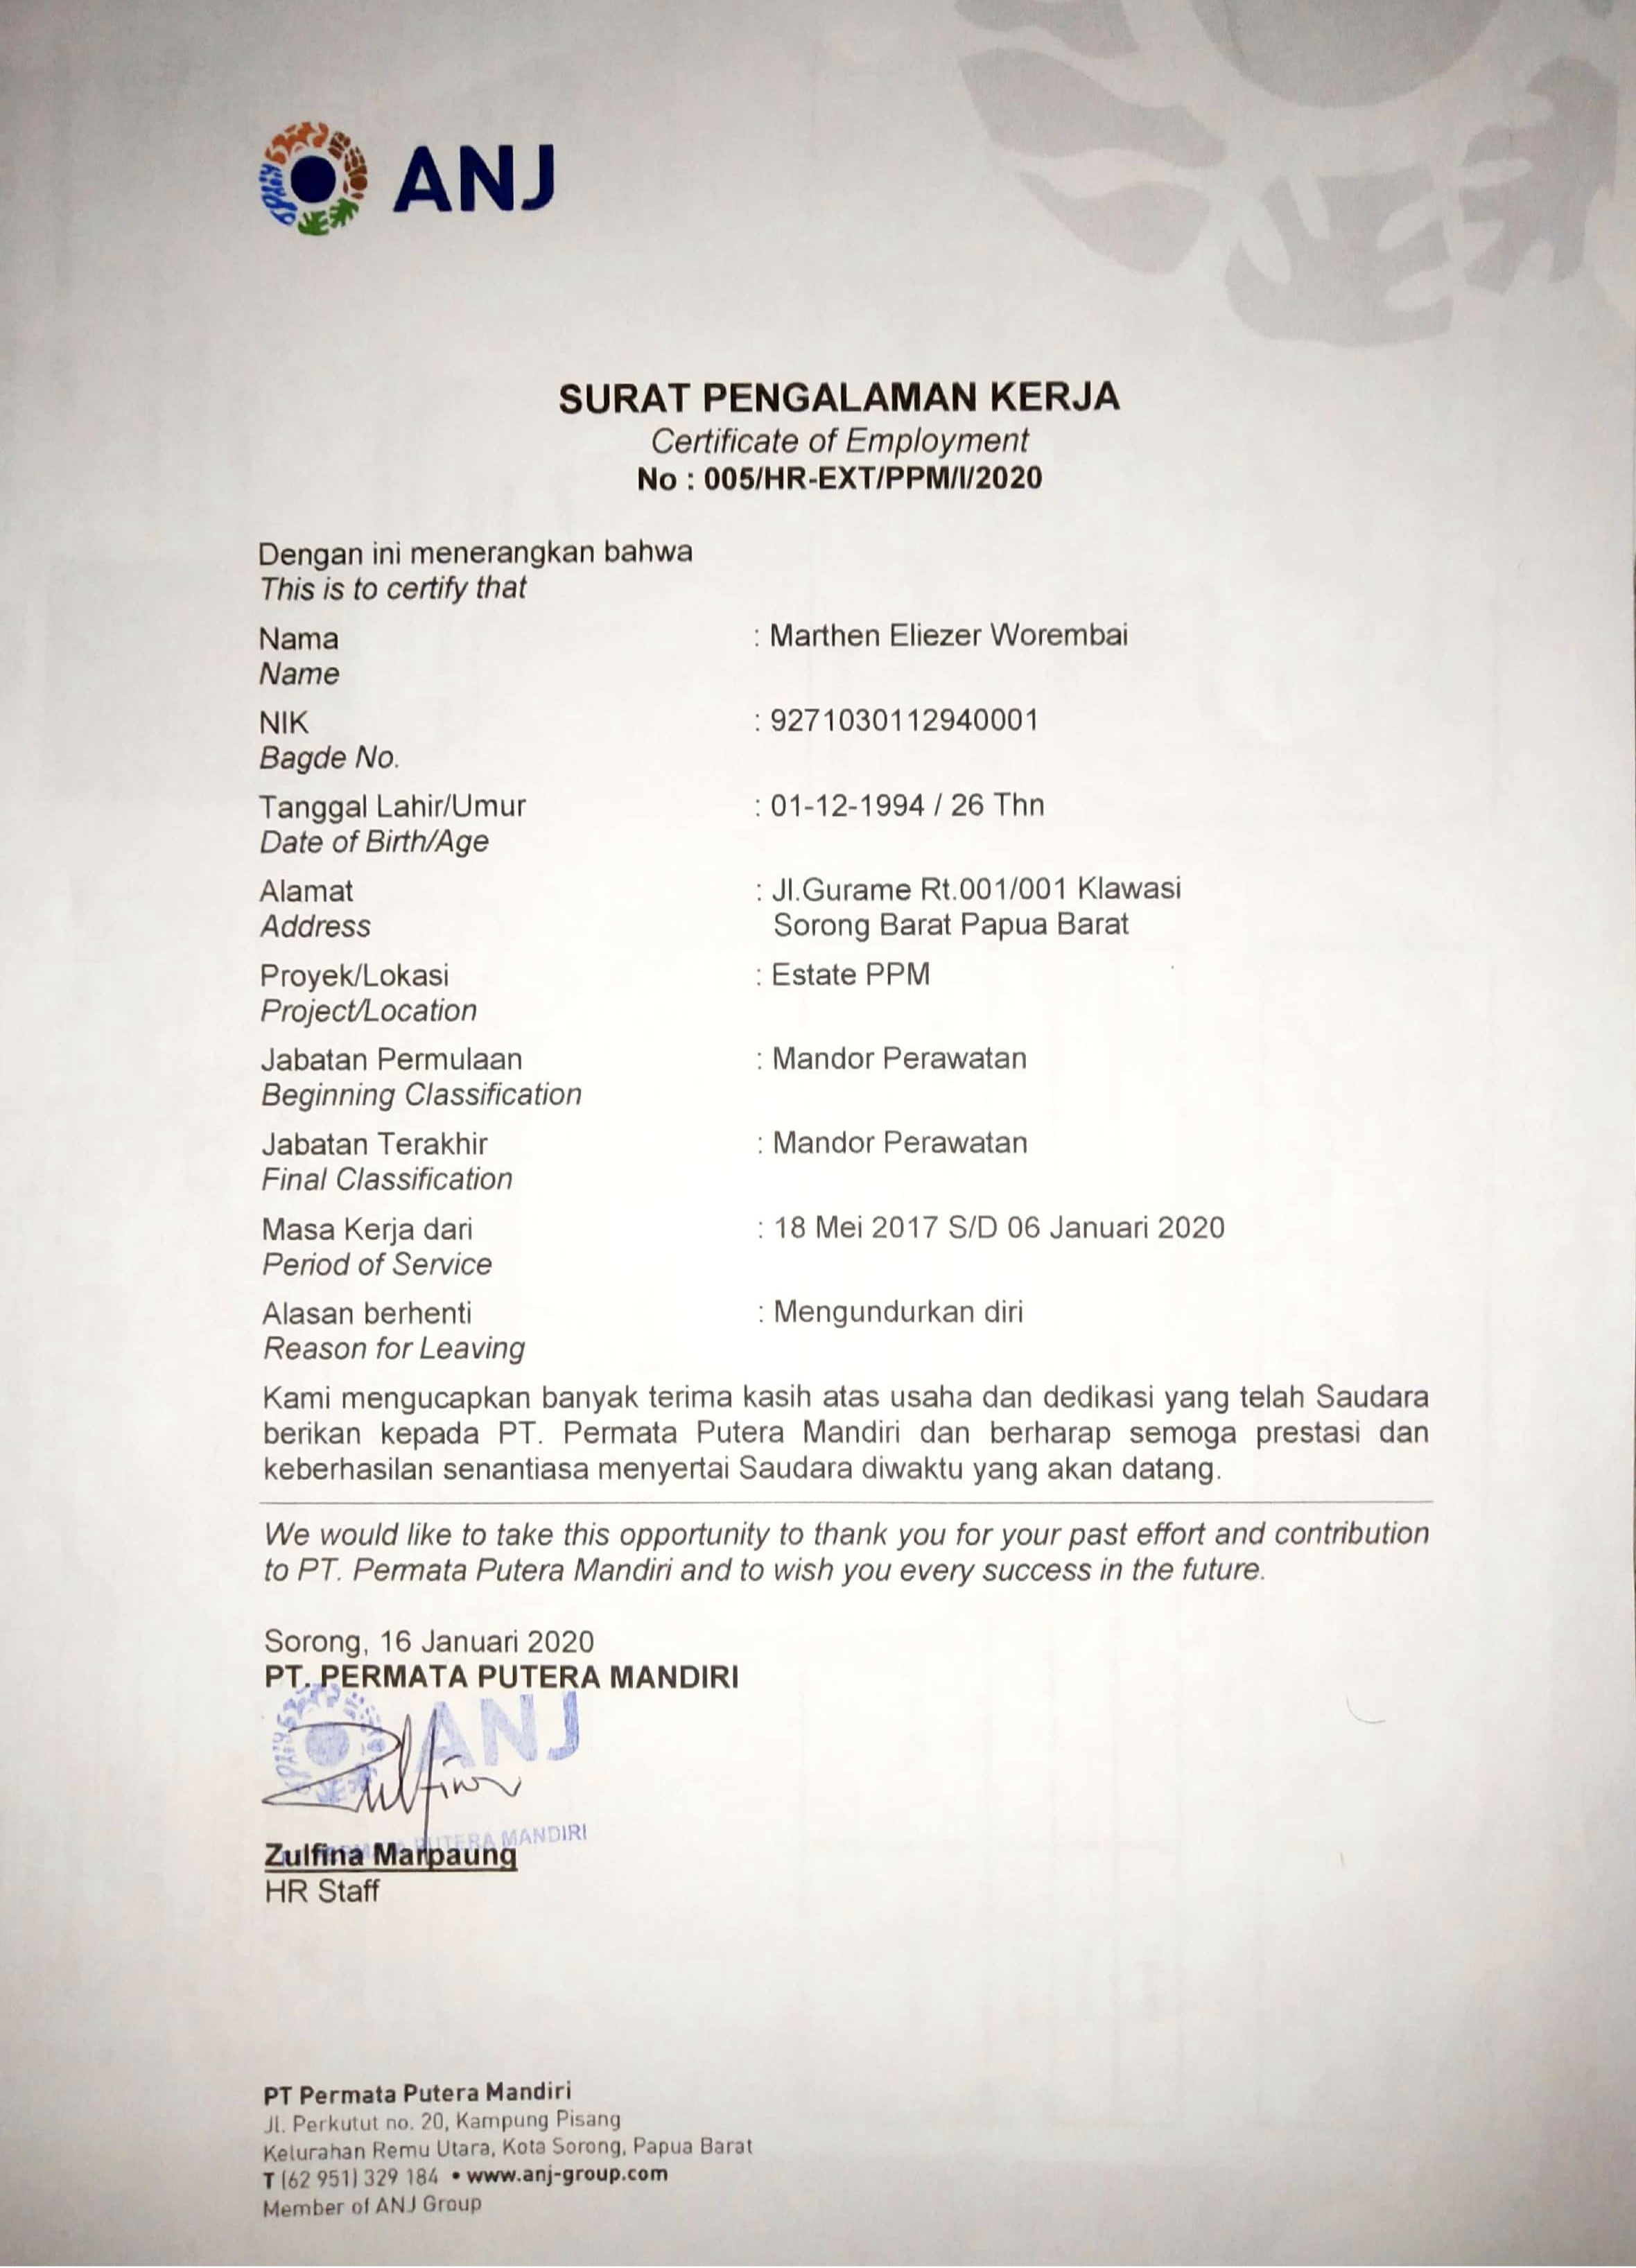 ANJ
SURAT PENGALAMAN KERJA
Certificate of Employment
No : 005/HR-EXT/PPM/I/2020
Dengan ini menerangkan bahwa
This is to certify that
Nama : Marthen Eliezer Worembai
Name
NIK : 9271030112940001
Bagde No.
Tanggal Lahir/Umur : 01-12-1994 / 26 Thn
Date of Birth/Age
Alamat : Jl.Gurame Rt.001/001 Klawasi
Address Sorong Barat Papua Barat
Proyek/Lokasi : Estate PPM
Project/Location
Jabatan Permulaan : Mandor Perawatan
Beginning Classification
Jabatan Terakhir : Mandor Perawatan
Final Classification
Masa Kerja dari : 18 Mei 2017 S/D 06 Januari 2020
Period of Service
Alasan berhenti : Mengundurkan diri
Reason for Leaving
Kami mengucapkan banyak terima kasih atas usaha dan dedikasi yang telah Saudara
berikan kepada PT. Permata Putera Mandiri dan berharap semoga prestasi dan
keberhasilan senantiasa menyertai Saudara diwaktu yang akan datang.
We would like to take this opportunity to thank you for your past effort and contribution
to PT. Permata Putera Mandiri and to wish you every success in the future.
Sorong, 16 Januari 2020
PT. PERMATA PUTERA MANDIRI
ANJ
Zulfina
PUTERA MANDIRI
Zulfina Marpaung
HR Staff
PT Permata Putera Mandiri
Jl. Perkutut no. 20, Kampung Pisang
Kelurahan Remu Utara, Kota Sorong, Papua Barat
T (62 951) 329 184 • www.anj-group.com
Member of ANJ Group